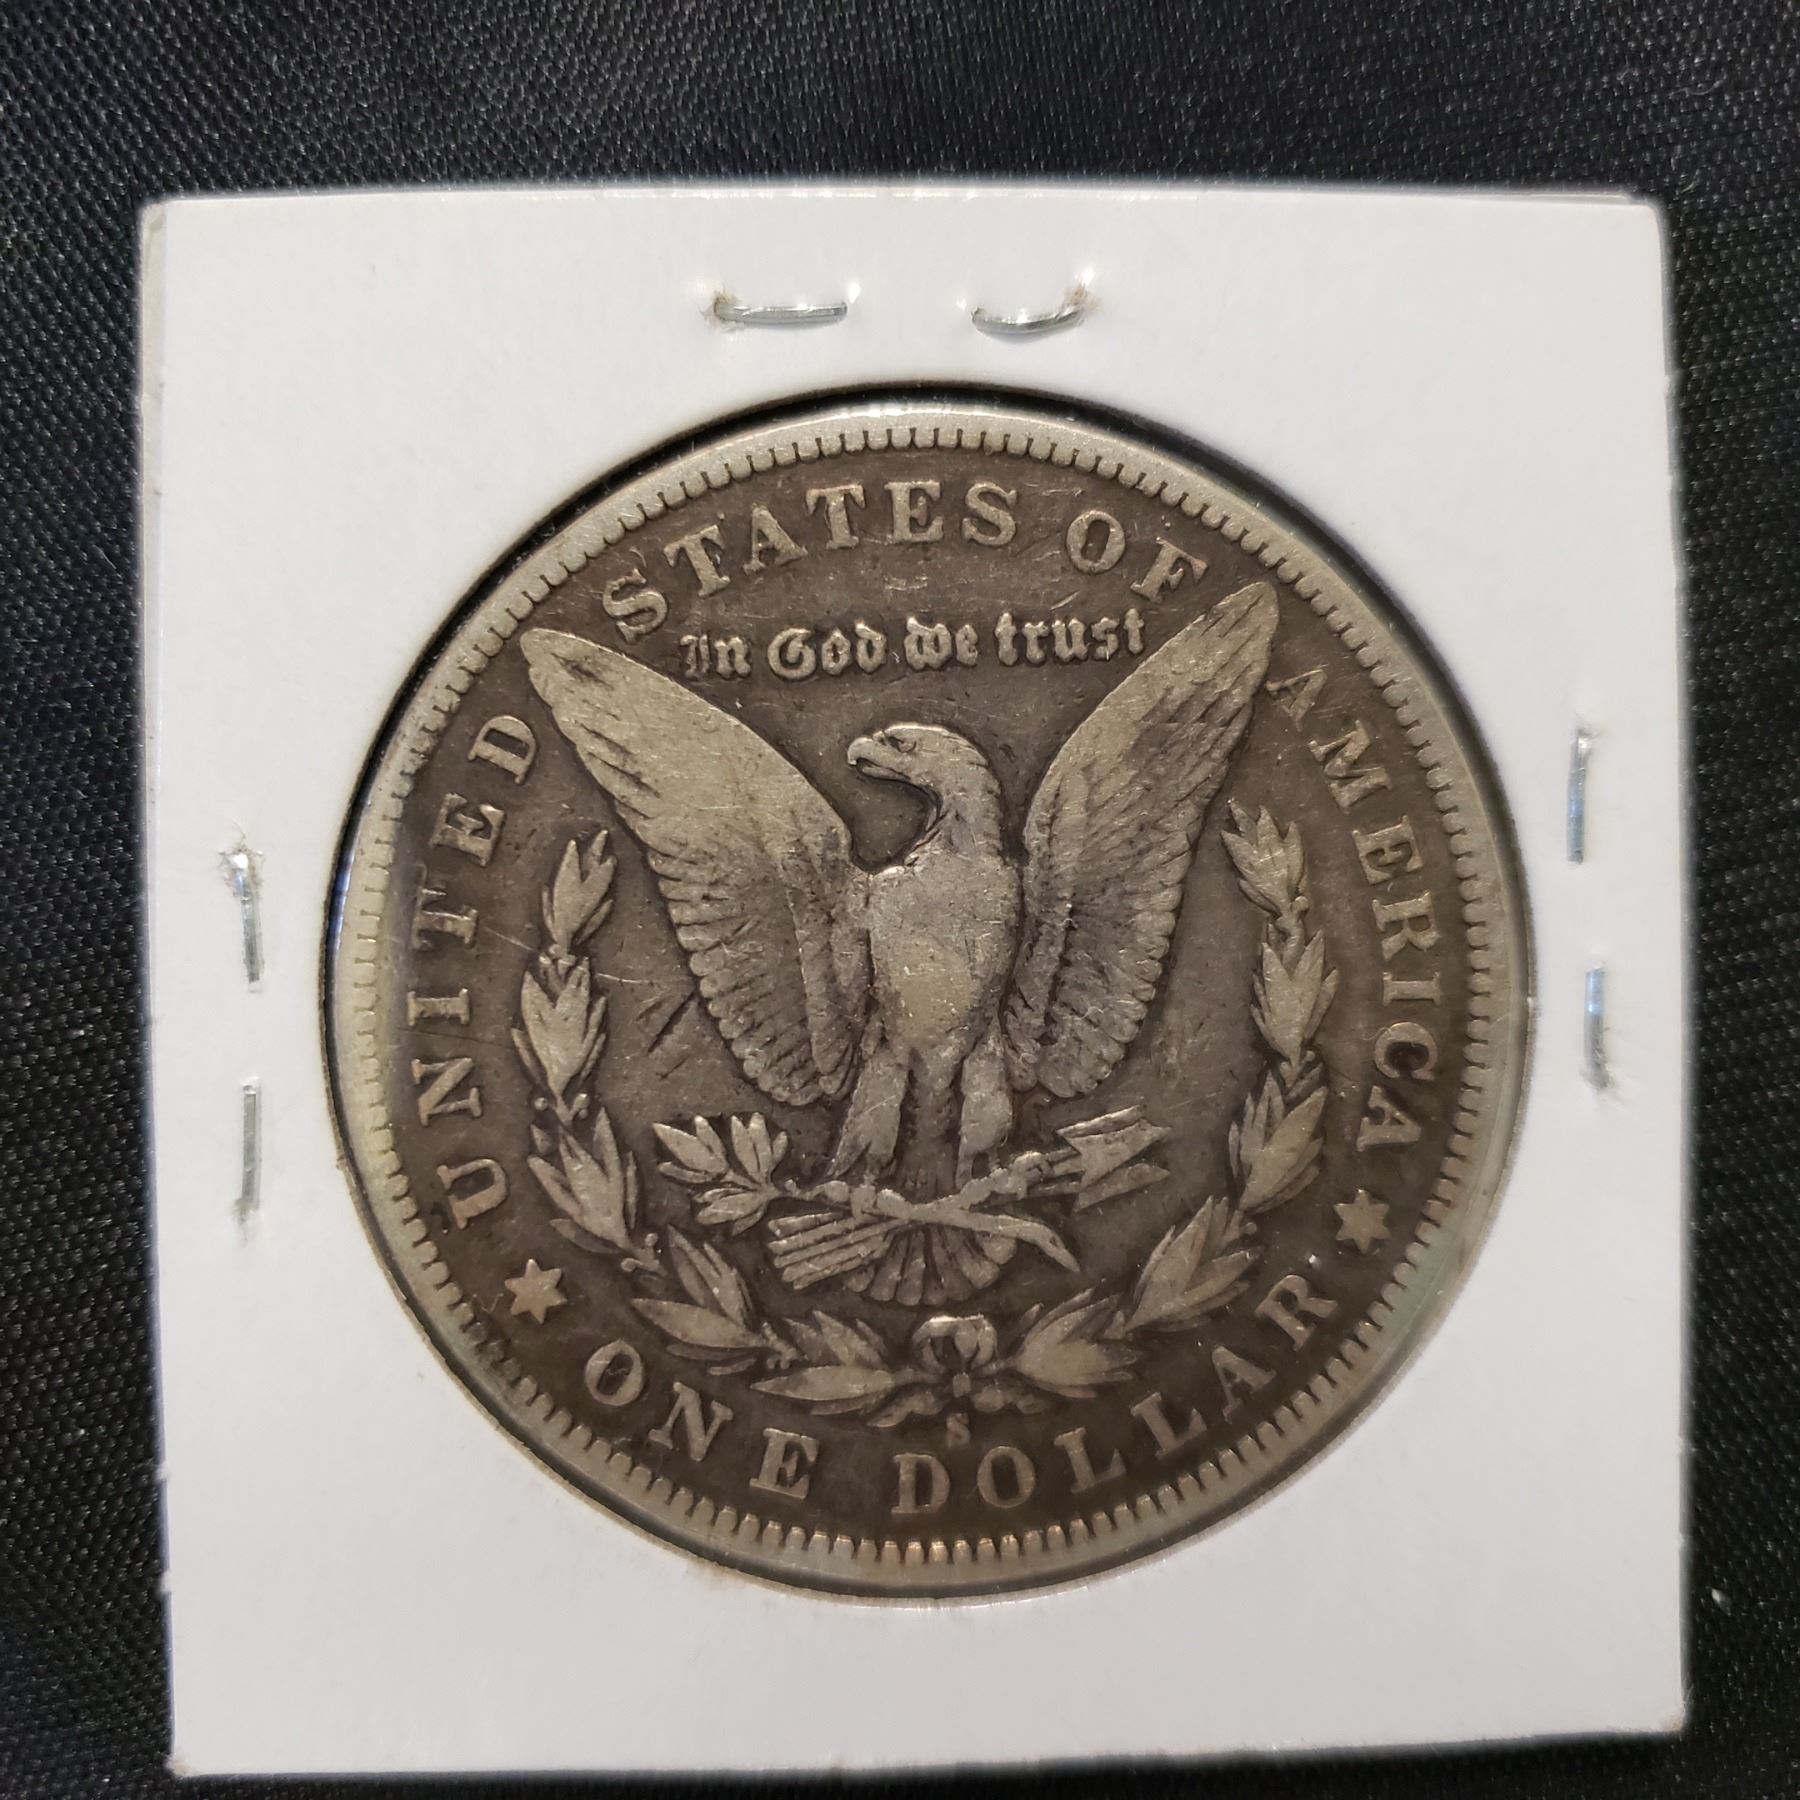 UNITED STATES OF AMERICA
In God we trust
S
ONE DOLLAR